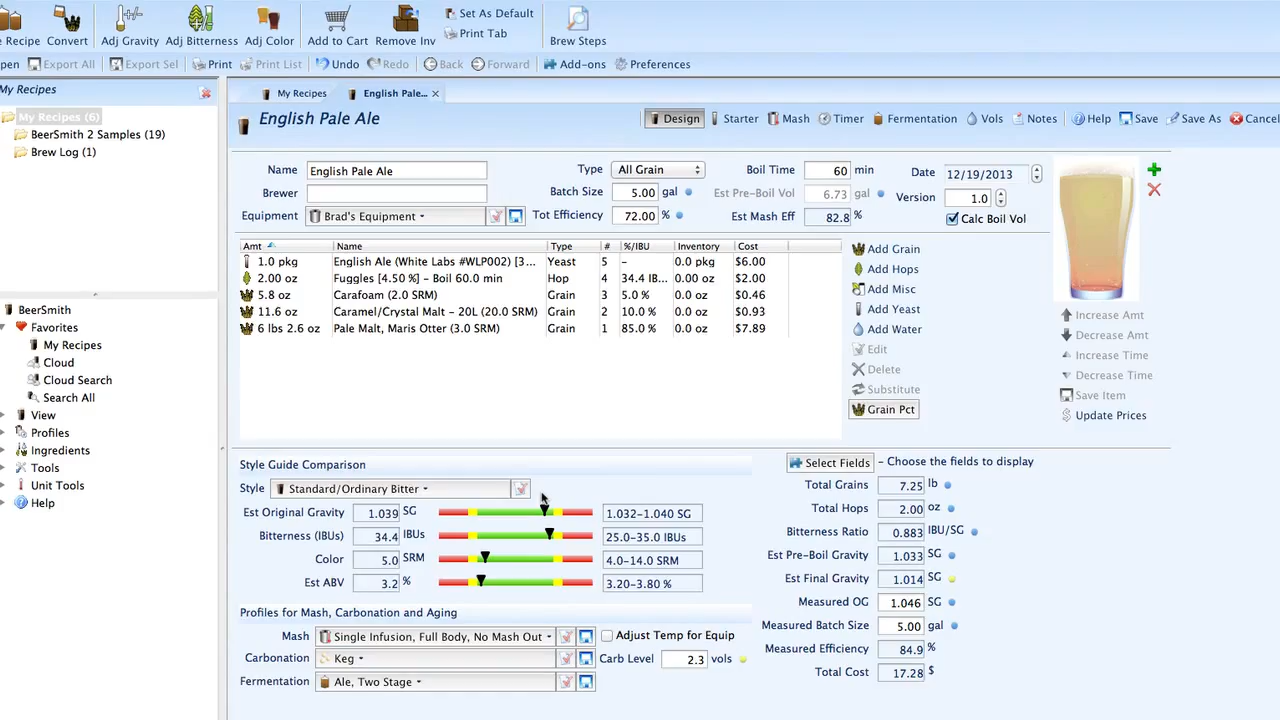 e Recipe Convert Adj Gravity Adj Bitterness Adj Color Add to Cart Remove Inv Set As Default Print Tab Brew Steps
pen Export All Export Sel Print Print List Undo Redo Back Forward Add-ons Preferences
My Recipes
My Recipes (6)
BeerSmith 2 Samples (19)
Brew Log (1)
BeerSmith
Favorites
My Recipes
Cloud
Cloud Search
Search All
View
Profiles
Ingredients
Tools
Unit Tools
Help
My Recipes English Pale...
English Pale Ale Design Starter Mash Timer Fermentation Vols Notes Help Save Save As Cancel
Name English Pale Ale Type All Grain Boil Time 60 min Date 12/19/2013
Brewer Batch Size 5.00 gal Est Pre-Boil Vol 6.73 gal Version 1.0
Equipment Brad's Equipment Tot Efficiency 72.00 % Est Mash Eff 82.8 % Calc Boil Vol
Amt Name Type # %/IBU Inventory Cost
1.0 pkg English Ale (White Labs #WLP002) [3... Yeast 5 – 0.0 pkg $6.00
2.00 oz Fuggles [4.50 %] – Boil 60.0 min Hop 4 34.4 IB... 0.00 oz $2.00
5.8 oz Carafoam (2.0 SRM) Grain 3 5.0 % 0.0 oz $0.46
11.6 oz Caramel/Crystal Malt – 20L (20.0 SRM) Grain 2 10.0 % 0.0 oz $0.93
6 lbs 2.6 oz Pale Malt, Maris Otter (3.0 SRM) Grain 1 85.0 % 0.0 oz $7.89
Add Grain
Add Hops
Add Misc
Add Yeast
Add Water
Edit
Delete
Substitute
Grain Pct
Increase Amt
Decrease Amt
Increase Time
Decrease Time
Save Item
Update Prices
Style Guide Comparison
Style Standard/Ordinary Bitter
Est Original Gravity 1.039 SG 1.032-1.040 SG
Bitterness (IBUs) 34.4 IBUs 25.0-35.0 IBUs
Color 5.0 SRM 4.0-14.0 SRM
Est ABV 3.2 % 3.20-3.80 %
Profiles for Mash, Carbonation and Aging
Mash Single Infusion, Full Body, No Mash Out Adjust Temp for Equip
Carbonation Keg Carb Level 2.3 vols
Fermentation Ale, Two Stage
Select Fields – Choose the fields to display
Total Grains 7.25 lb
Total Hops 2.00 oz
Bitterness Ratio 0.883 IBU/SG
Est Pre-Boil Gravity 1.033 SG
Est Final Gravity 1.014 SG
Measured OG 1.046 SG
Measured Batch Size 5.00 gal
Measured Efficiency 84.9 %
Total Cost 17.28 $